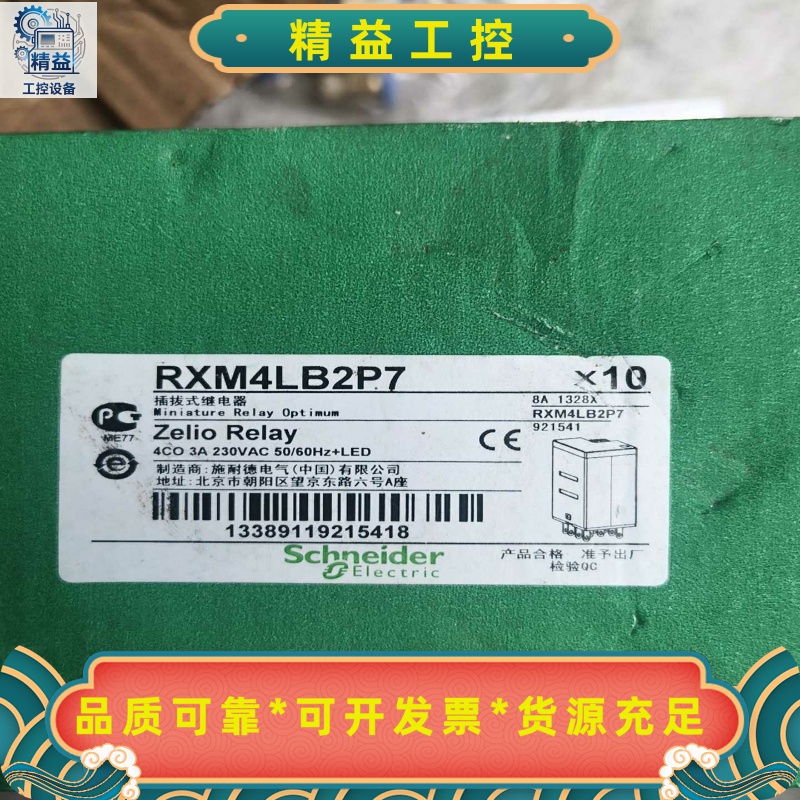 精益
工控设备
精益工控
RXM4LB2P7 ×10
插拔式继电器
Miniature Relay Optimum
8A 1328X
RXM4LB2P7
921541
PG
ME77
Zelio Relay
CE
4CO 3A 230VAC 50/60Hz+LED
制造商:施耐德电气(中国)有限公司
地址:北京市朝阳区望京东路六号A座
13389119215418
Schneider
Electric
产品合格 准予出厂
检验QC
品质可靠*可开发票*货源充足